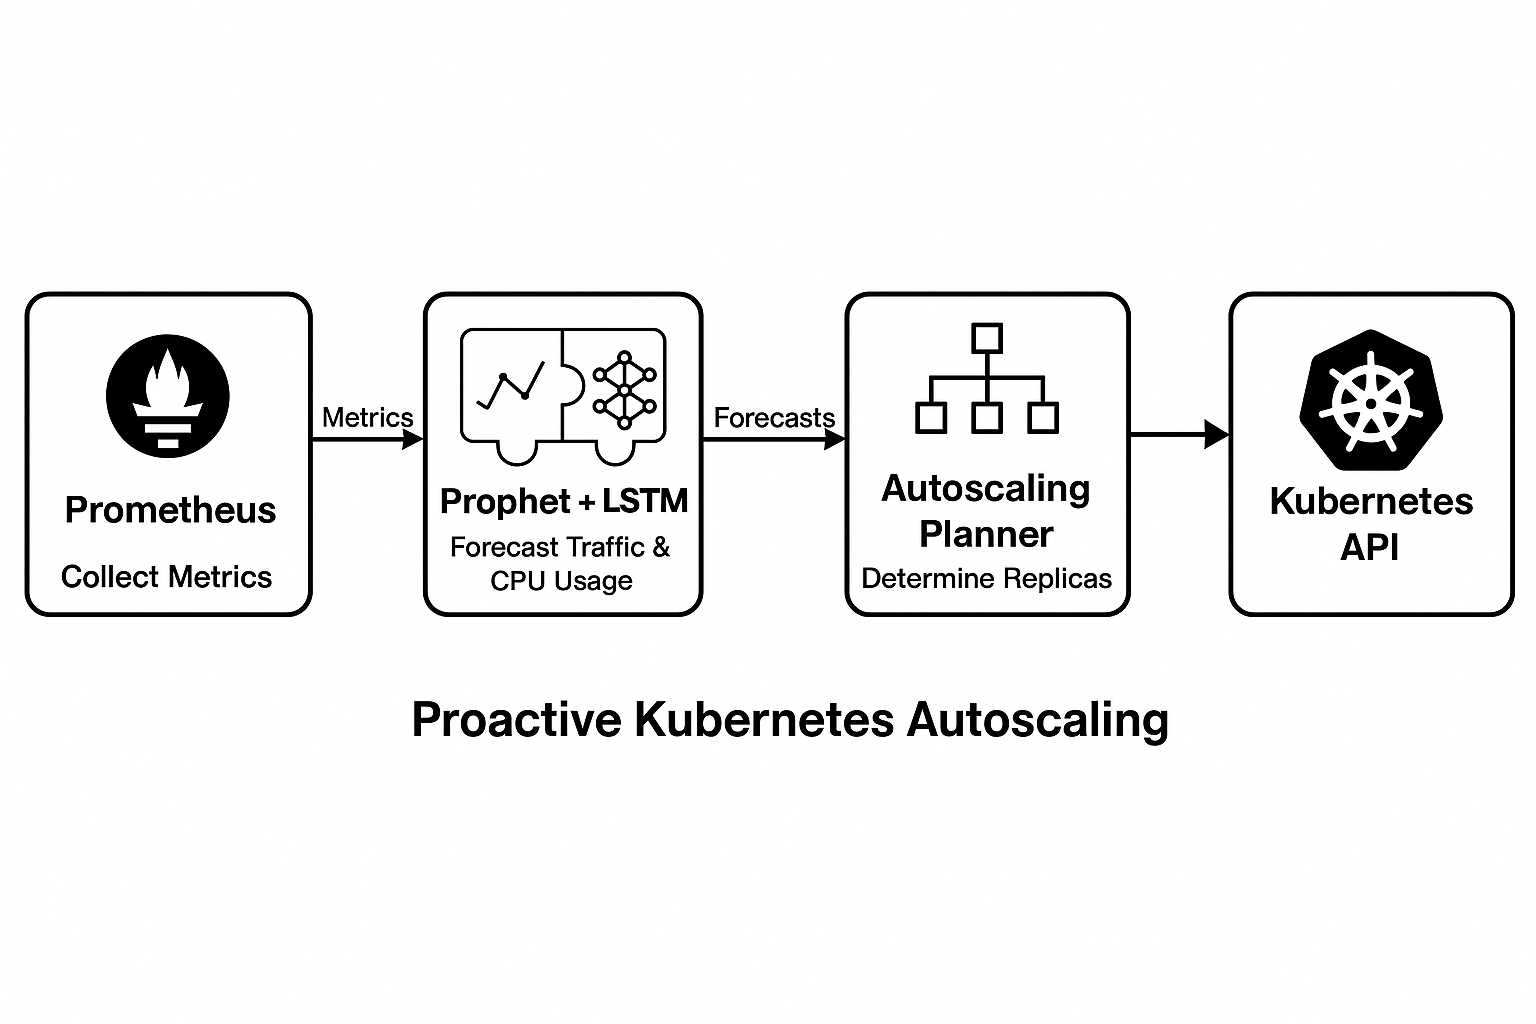 Prometheus
Collect Metrics
Metrics
Prophet + LSTM
Forecast Traffic &
CPU Usage
Forecasts
Autoscaling
Planner
Determine Replicas
Kubernetes
API
Proactive Kubernetes Autoscaling